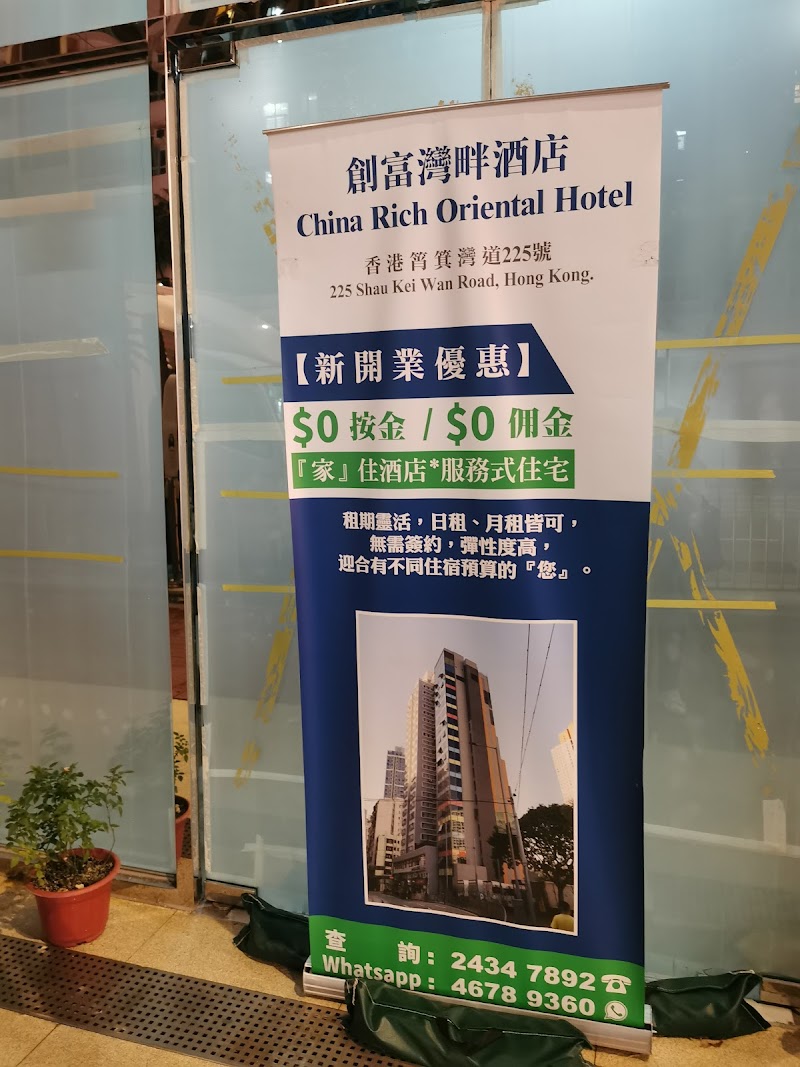 創富灣畔酒店
China Rich Oriental Hotel
香港筲箕灣道225號
225 Shau Kei Wan Road, Hong Kong.
【新開業優惠】
$0 按金 / $0 佣金
『家』住酒店*服務式住宅
租期靈活，日租、月租皆可，
無需簽約，彈性度高，
迎合有不同住宿預算的『您』。
查詢：2434 7892
Whatsapp：4678 9360